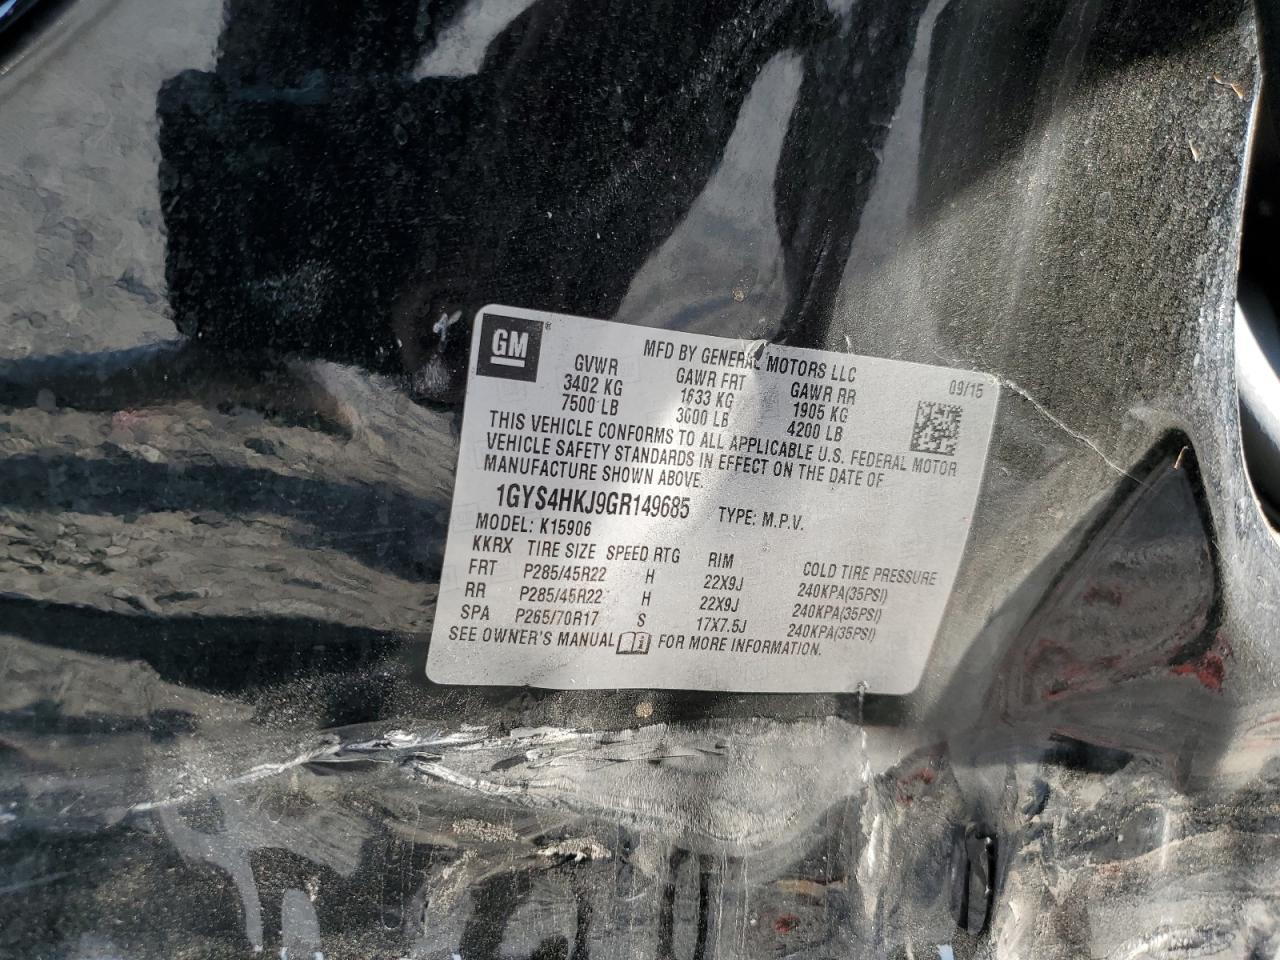 GM ®
MFD BY GENERAL MOTORS LLC
09/15
GVWR GAWR FRT GAWR RR
3402 KG 1633 KG 1905 KG
7500 LB 3600 LB 4200 LB
THIS VEHICLE CONFORMS TO ALL APPLICABLE U.S. FEDERAL MOTOR
VEHICLE SAFETY STANDARDS IN EFFECT ON THE DATE OF
MANUFACTURE SHOWN ABOVE.
1GYS4HKJ9GR149685 TYPE: M.P.V.
MODEL: K15906
KKRX TIRE SIZE SPEED RTG RIM COLD TIRE PRESSURE
FRT P285/45R22 H 22X9J 240KPA(35PSI)
RR P285/45R22 H 22X9J 240KPA(35PSI)
SPA P265/70R17 S 17X7.5J 240KPA(35PSI)
SEE OWNER'S MANUAL FOR MORE INFORMATION.